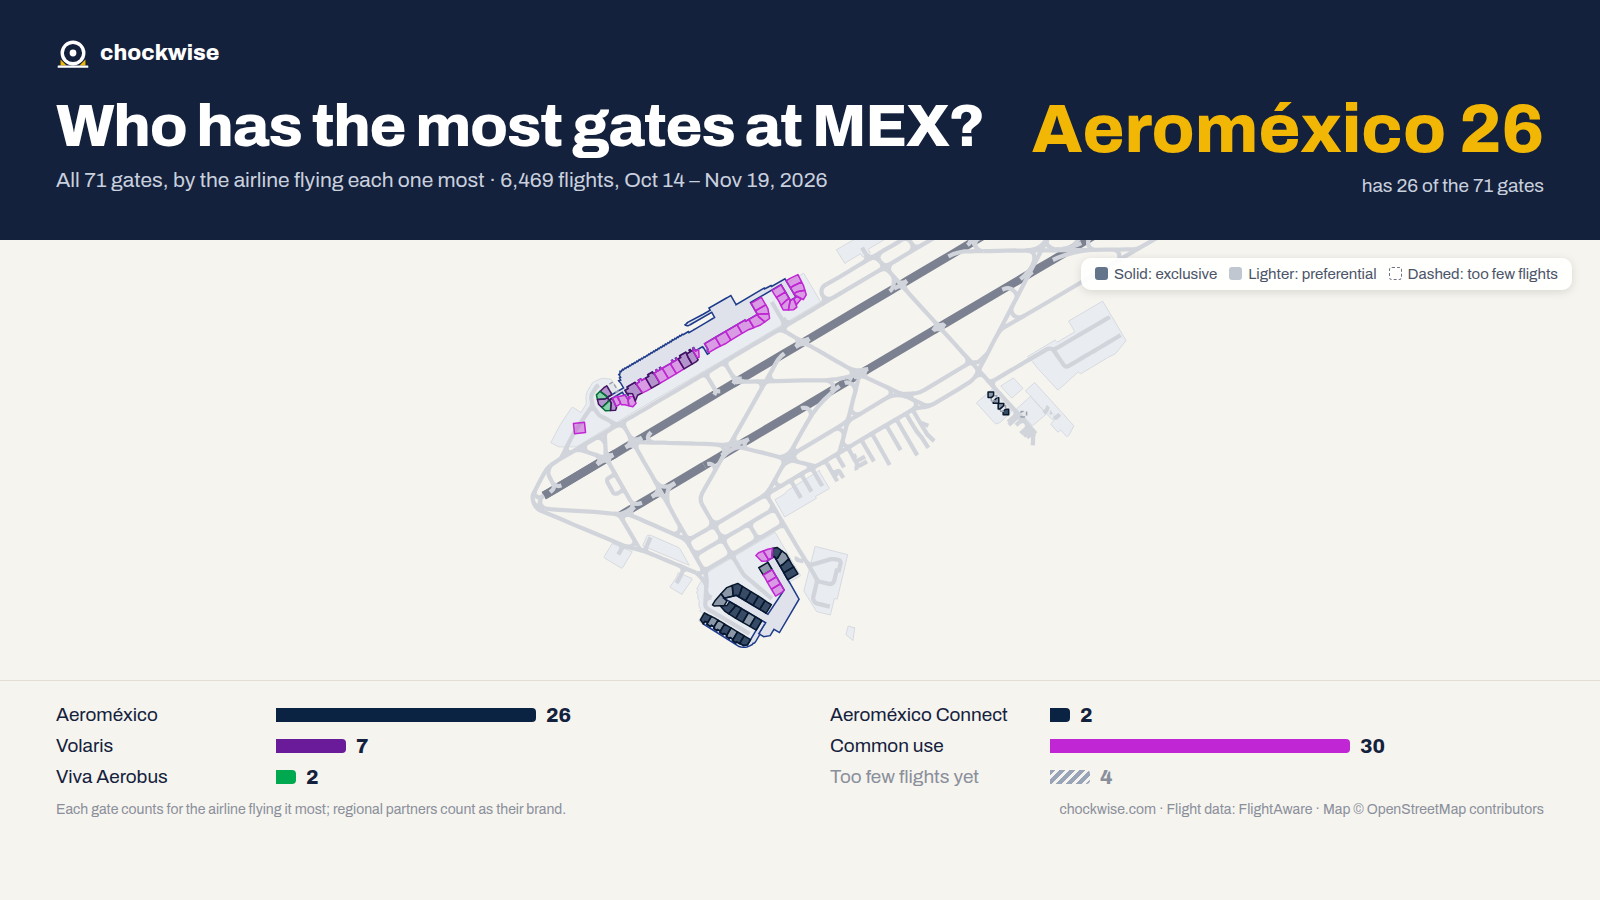 chockwise
Who has the most gates at MEX?
Aeroméxico 26
All 71 gates, by the airline flying each one most · 6,469 flights, Oct 14 – Nov 19, 2026
has 26 of the 71 gates
Solid: exclusive
Lighter: preferential
Dashed: too few flights
Aeroméxico 26
Volaris 7
Viva Aerobus 2
Aeroméxico Connect 2
Common use 30
Too few flights yet 4
Each gate counts for the airline flying it most; regional partners count as their brand.
chockwise.com · Flight data: FlightAware · Map © OpenStreetMap contributors